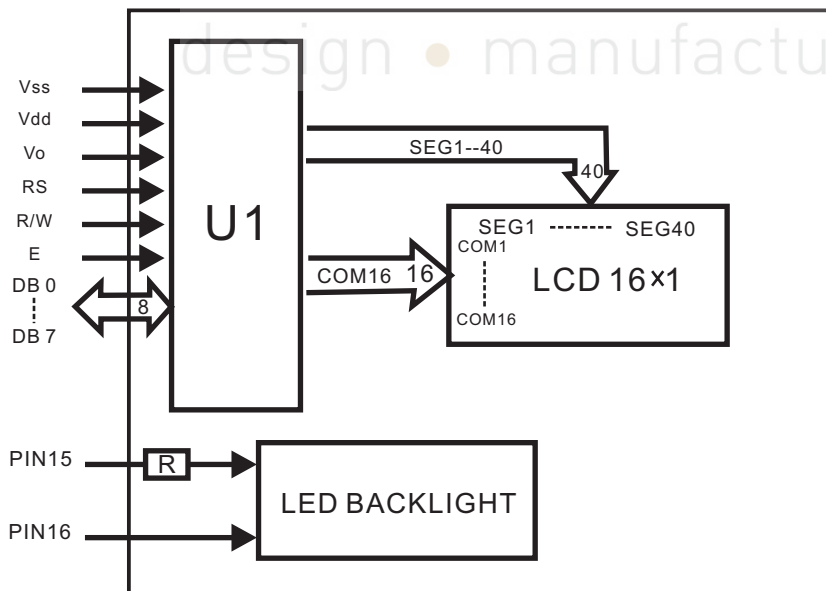 design • manufactu
Vss
Vdd
Vo
RS
R/W
E
DB 0
DB 7
8
U1
SEG1--40
40
COM16 16
SEG1 SEG40
COM1
LCD 16×1
COM16
PIN15
R
PIN16
LED BACKLIGHT